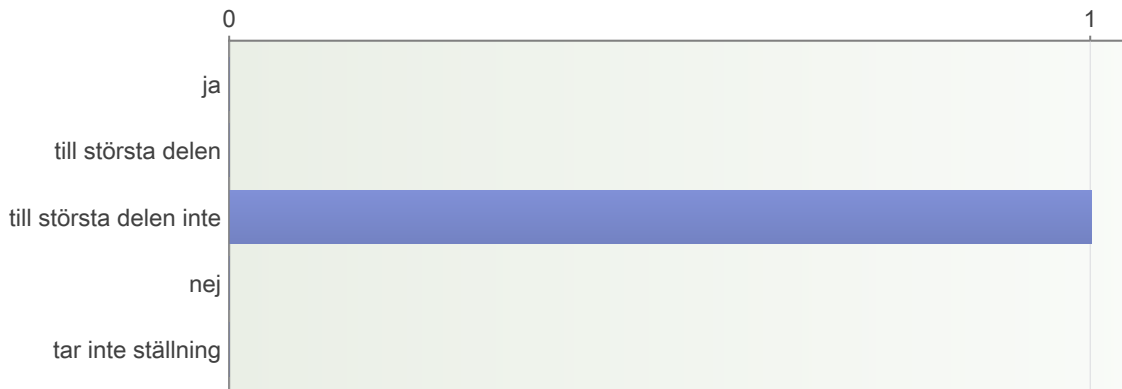 0 1
ja
till största delen
till största delen inte
nej
tar inte ställning